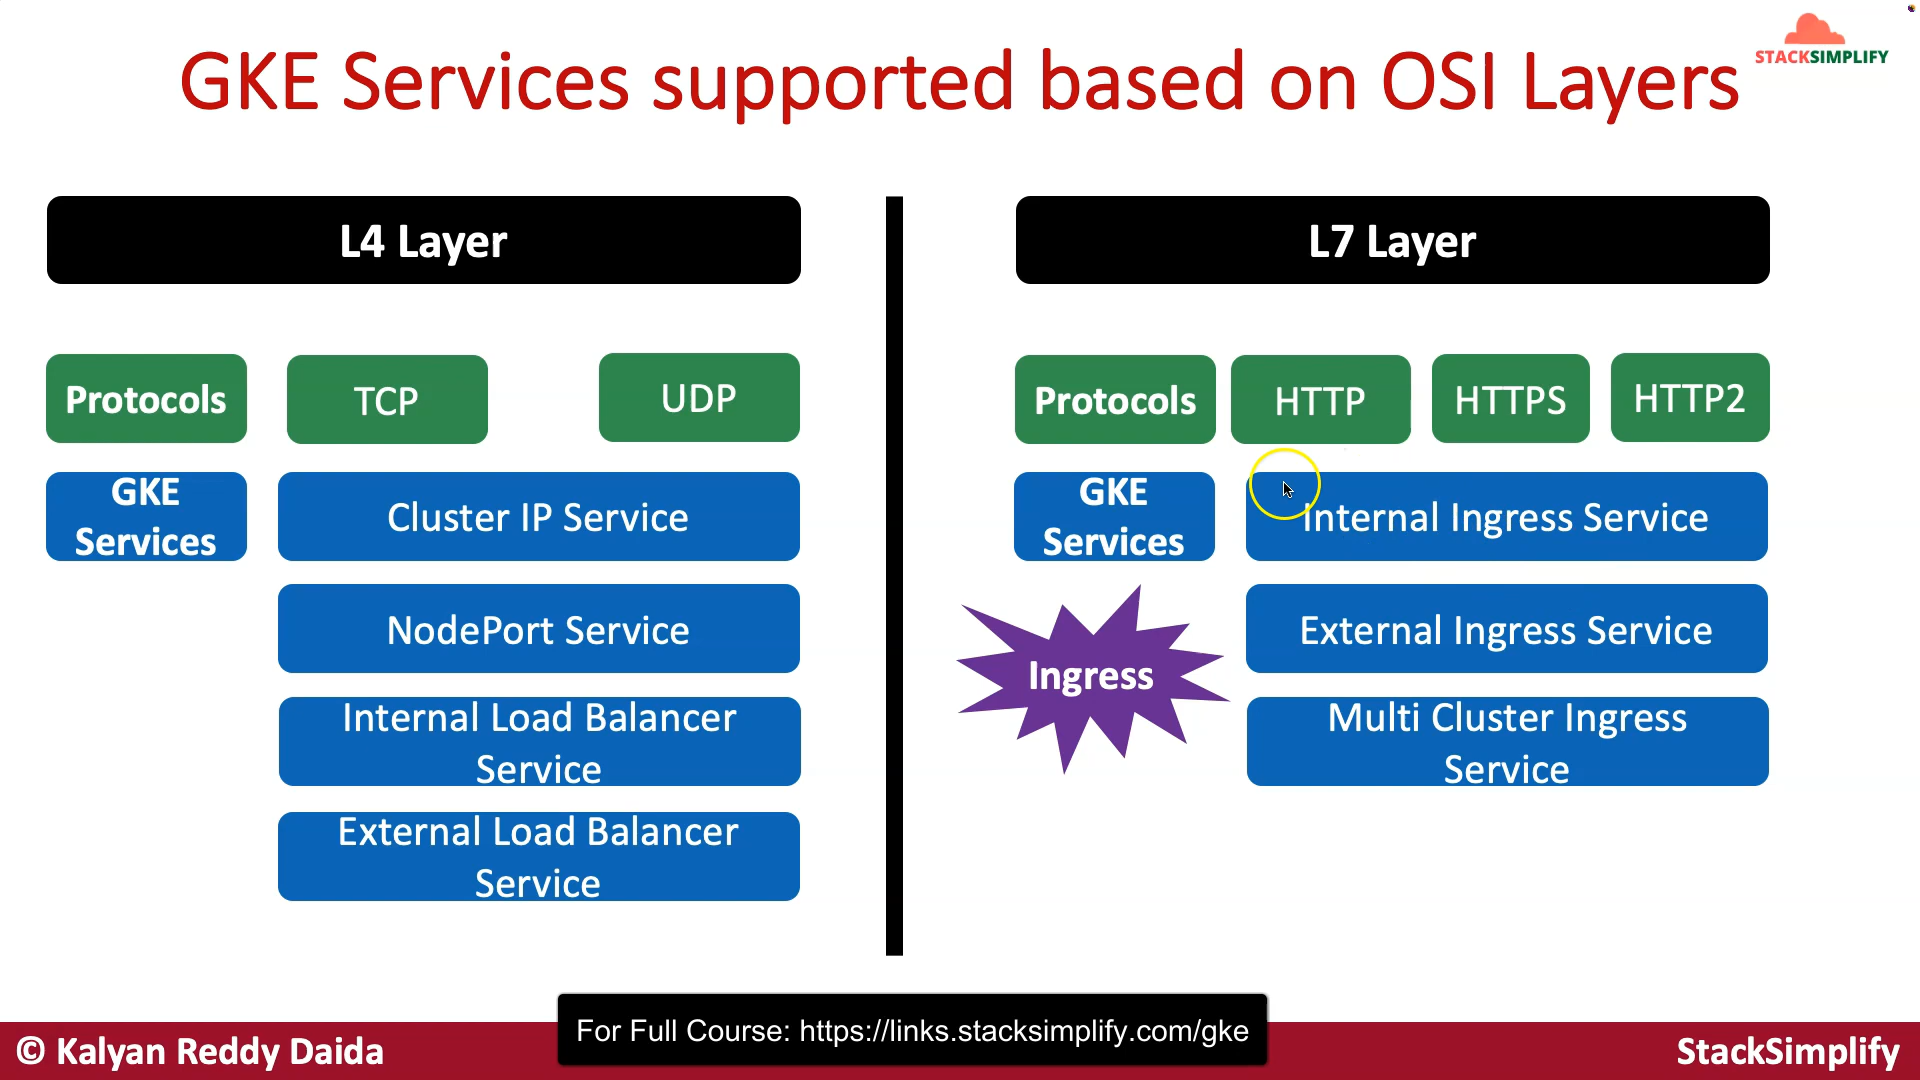 GKE Services supported based on OSI Layers
STACKSIMPLIFY
L4 Layer
Protocols
TCP
UDP
GKE
Services
Cluster IP Service
NodePort Service
Internal Load Balancer
Service
External Load Balancer
Service
L7 Layer
Protocols
HTTP
HTTPS
HTTP2
GKE
Services
Internal Ingress Service
Ingress
External Ingress Service
Multi Cluster Ingress
Service
For Full Course: https://links.stacksimplify.com/gke
© Kalyan Reddy Daida
StackSimplify